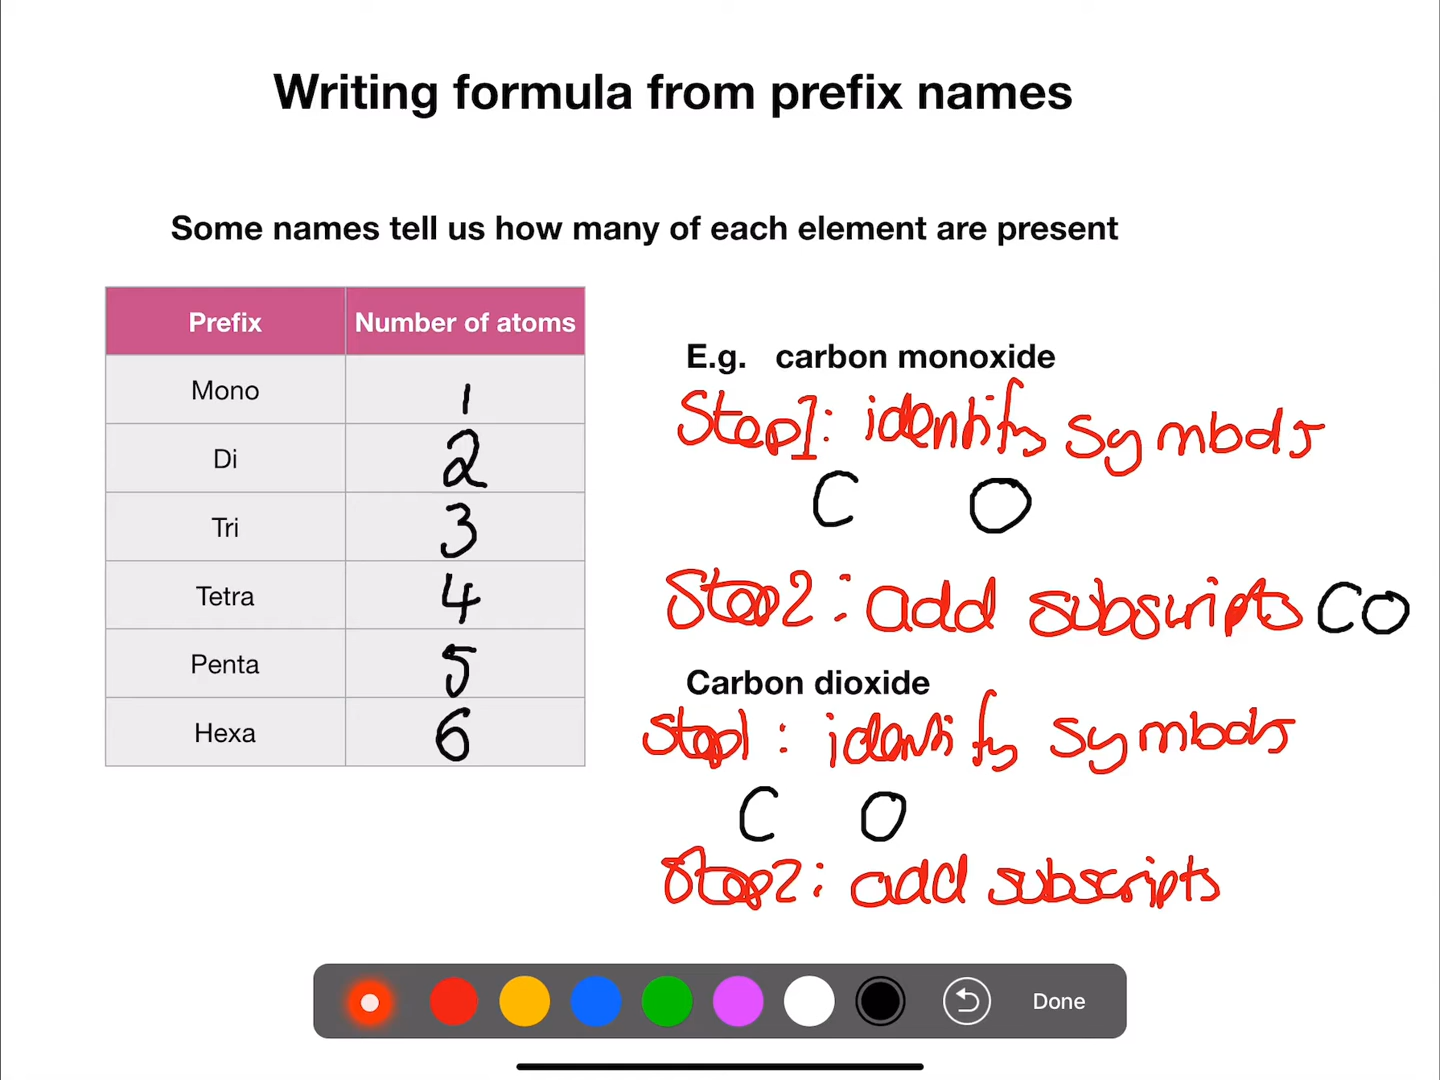 Writing formula from prefix names
Some names tell us how many of each element are present
Prefix Number of atoms
Mono 1
Di 2
Tri 3
Tetra 4
Penta 5
Hexa 6
E.g. carbon monoxide
Step1: identify symbols
C O
Step2: add subscripts CO
Carbon dioxide
Step1: identify symbols
C O
Step2: add subscripts
Done